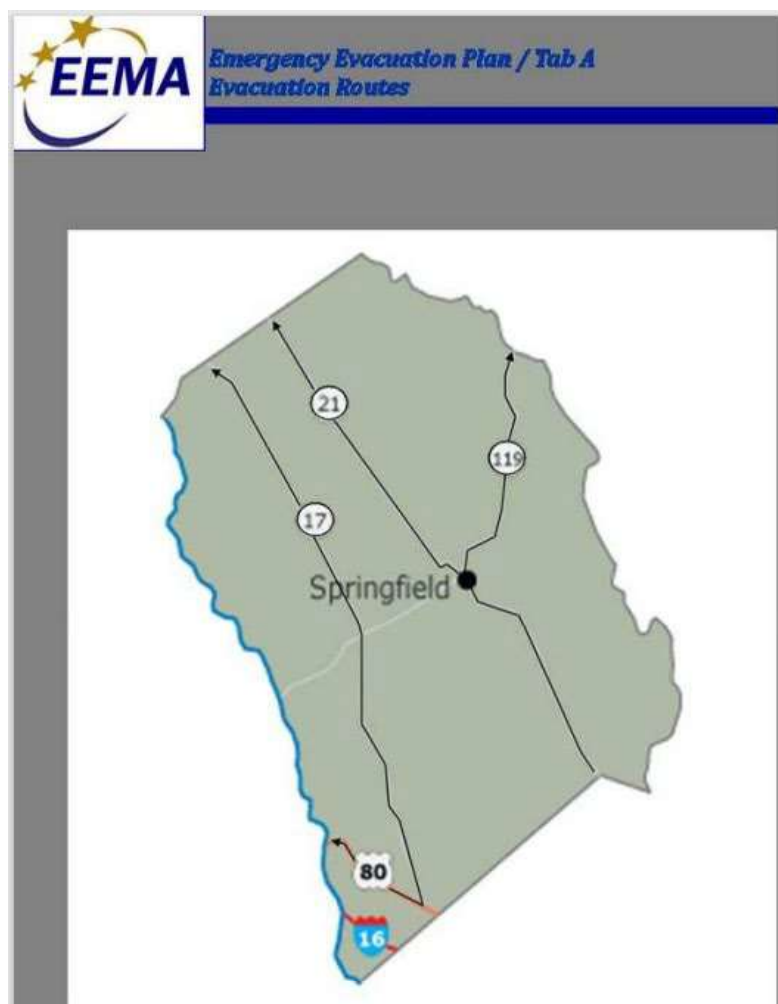 EEMA
Emergency Evacuation Plan / Tab A
Evacuation Routes
21
119
17
Springfield
80
16